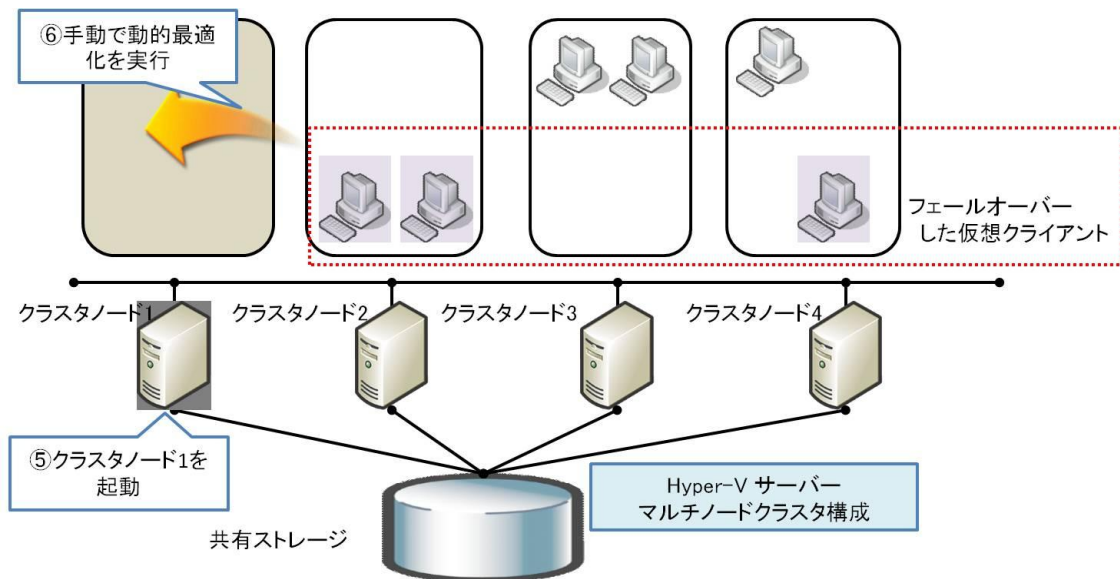 ⑥手動で動的最適
化を実行
フェールオーバー
した仮想クライアント
クラスタノード1
クラスタノード2
クラスタノード3
クラスタノード4
⑤クラスタノード1を
起動
Hyper-V サーバー
マルチノードクラスタ構成
共有ストレージ